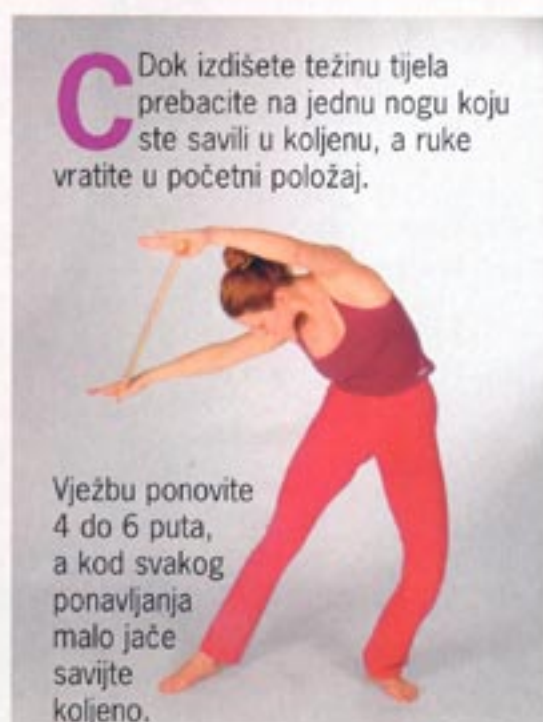 C Dok izdišete težinu tijela
prebacite na jednu nogu koju
ste savili u koljenu, a ruke
vratite u početni položaj.
Vježbu ponovite
4 do 6 puta,
a kod svakog
ponavljanja
malo jače
savijte
koljeno.